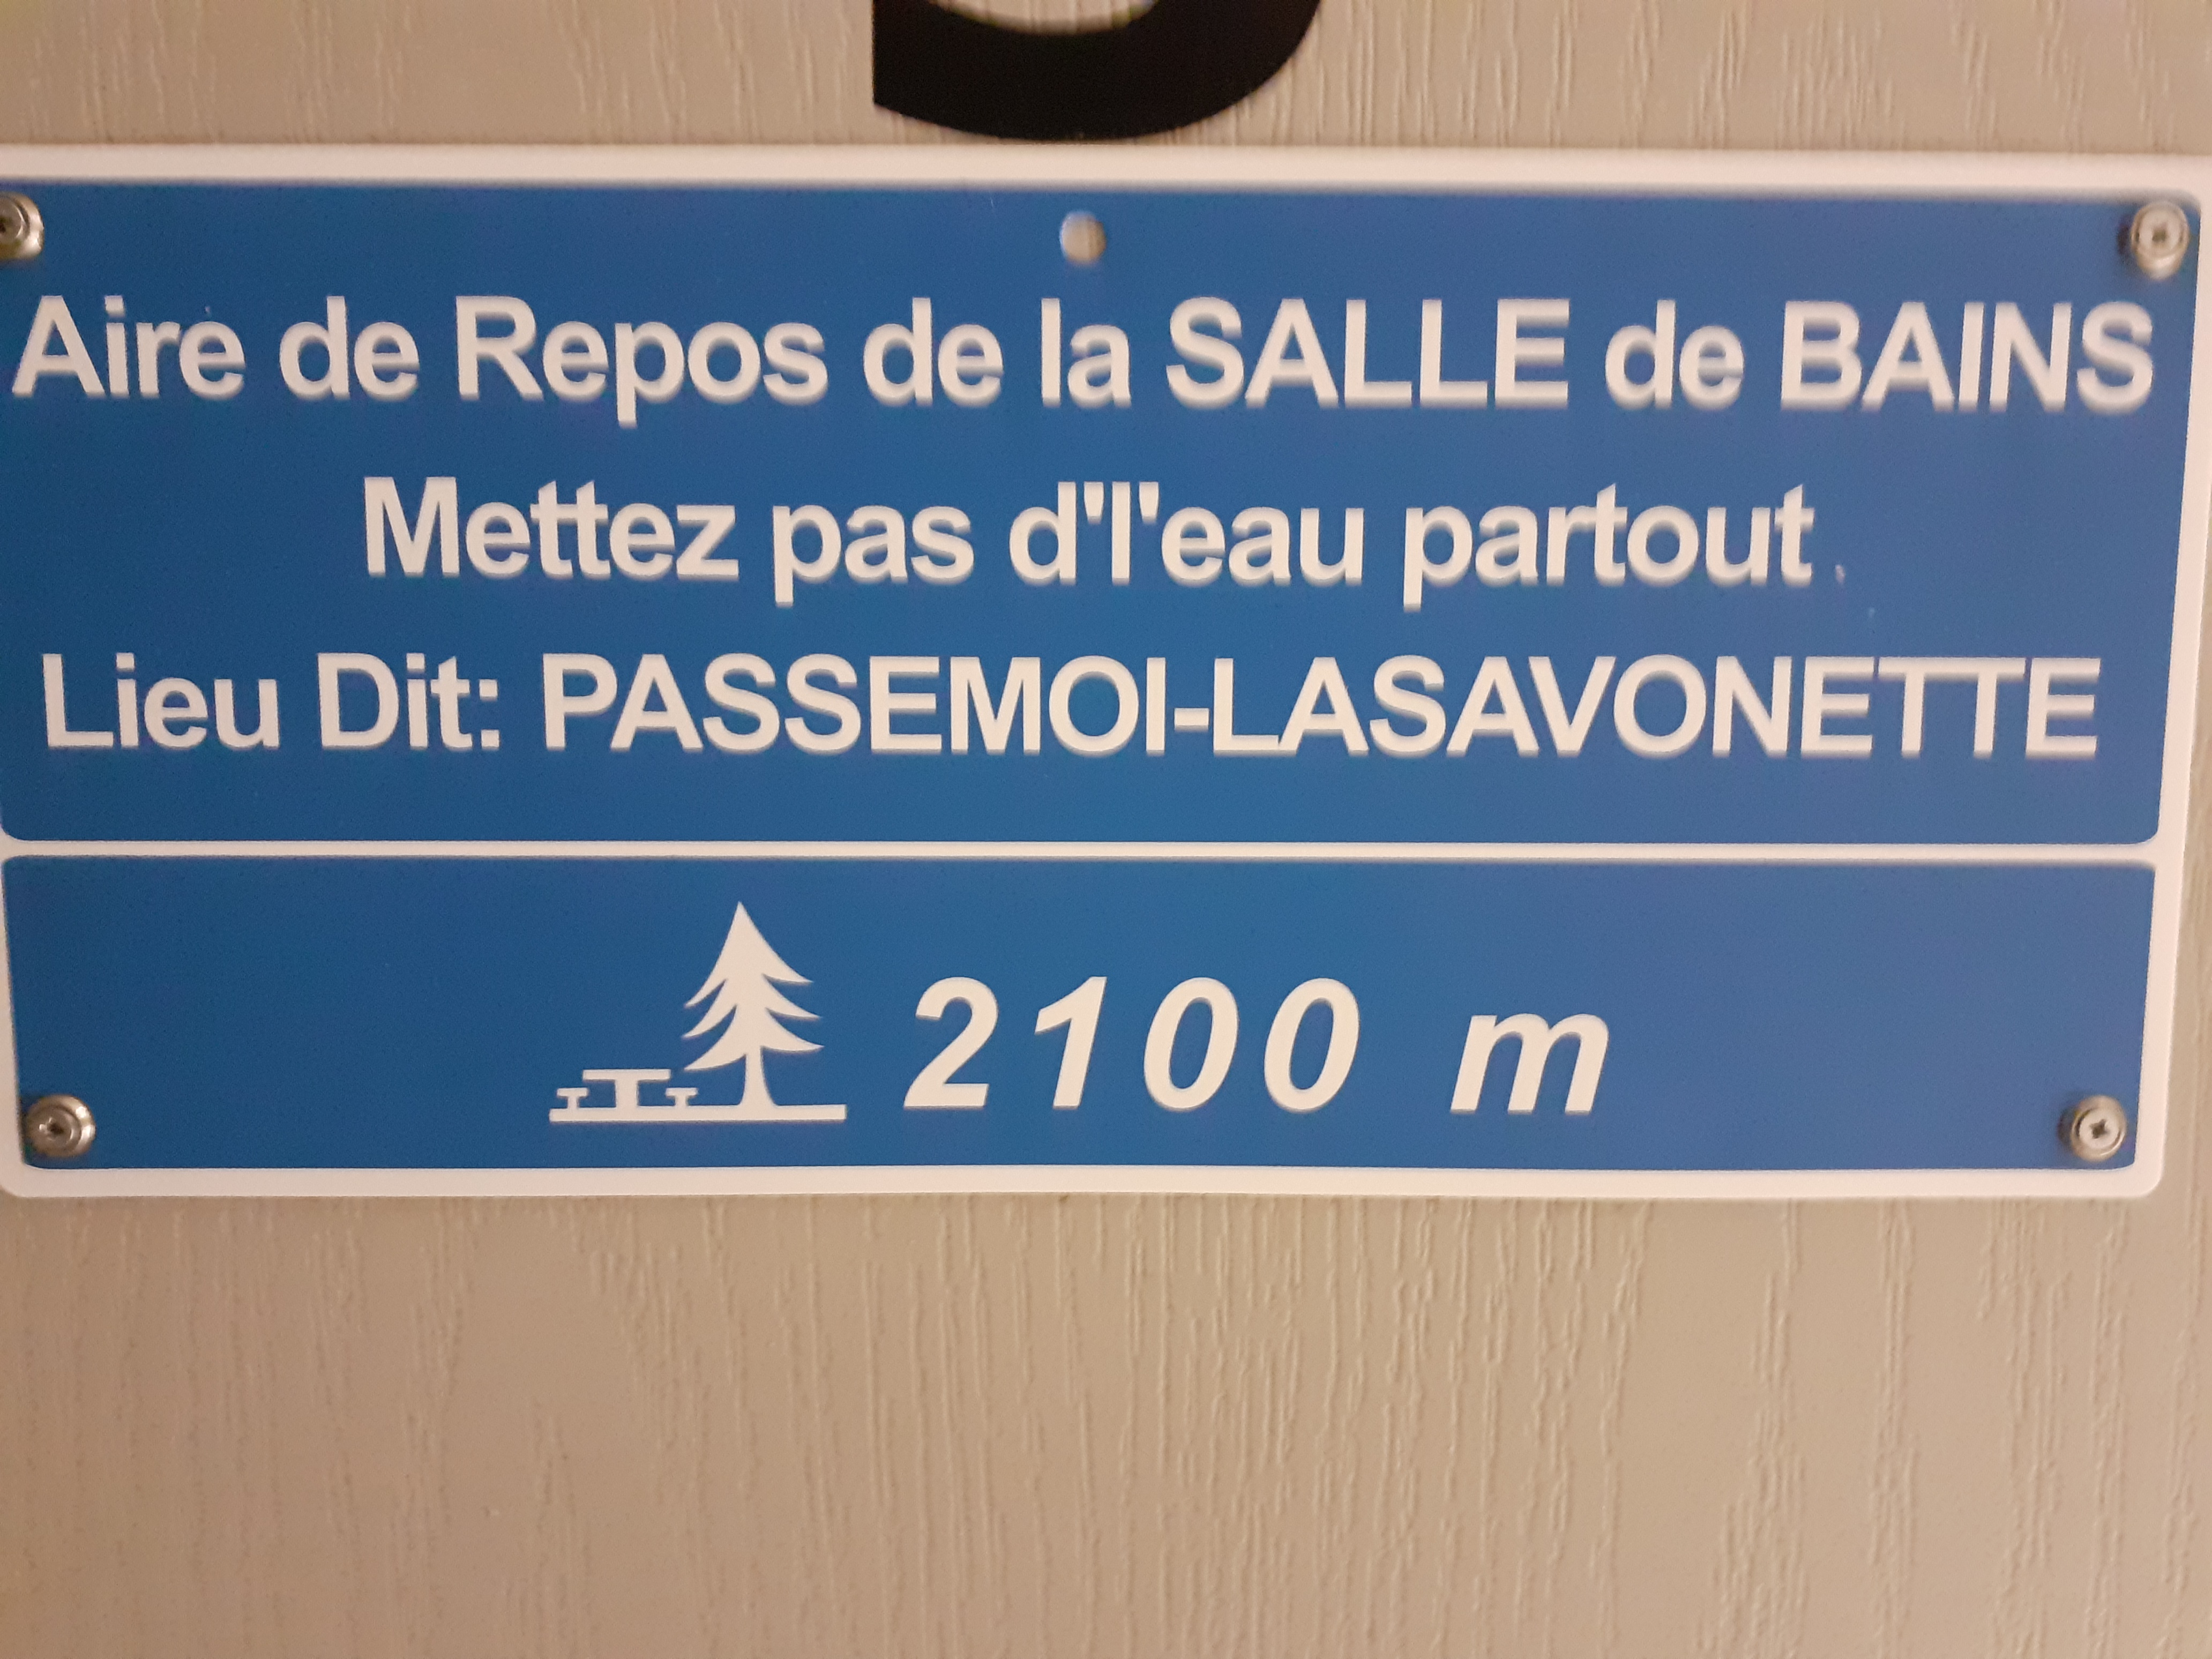 Aire de Repos de la SALLE de BAINS
Mettez pas d'l'eau partout
Lieu Dit: PASSEMOI-LASAVONETTE
2100 m